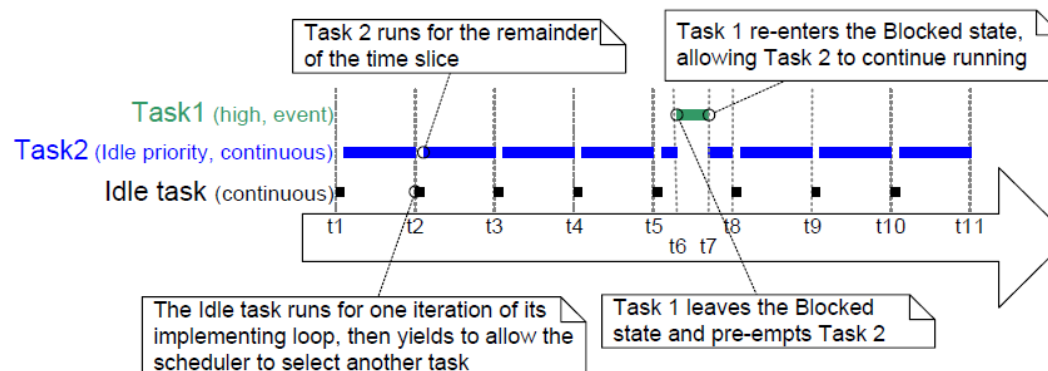 Task 2 runs for the remainder
of the time slice
Task 1 re-enters the Blocked state,
allowing Task 2 to continue running
Task1 (high, event)
Task2 (Idle priority, continuous)
Idle task (continuous)
t1 t2 t3 t4 t5 t8 t9 t10 t11
t6 t7
The Idle task runs for one iteration of its
implementing loop, then yields to allow the
scheduler to select another task
Task 1 leaves the Blocked
state and pre-empts Task 2